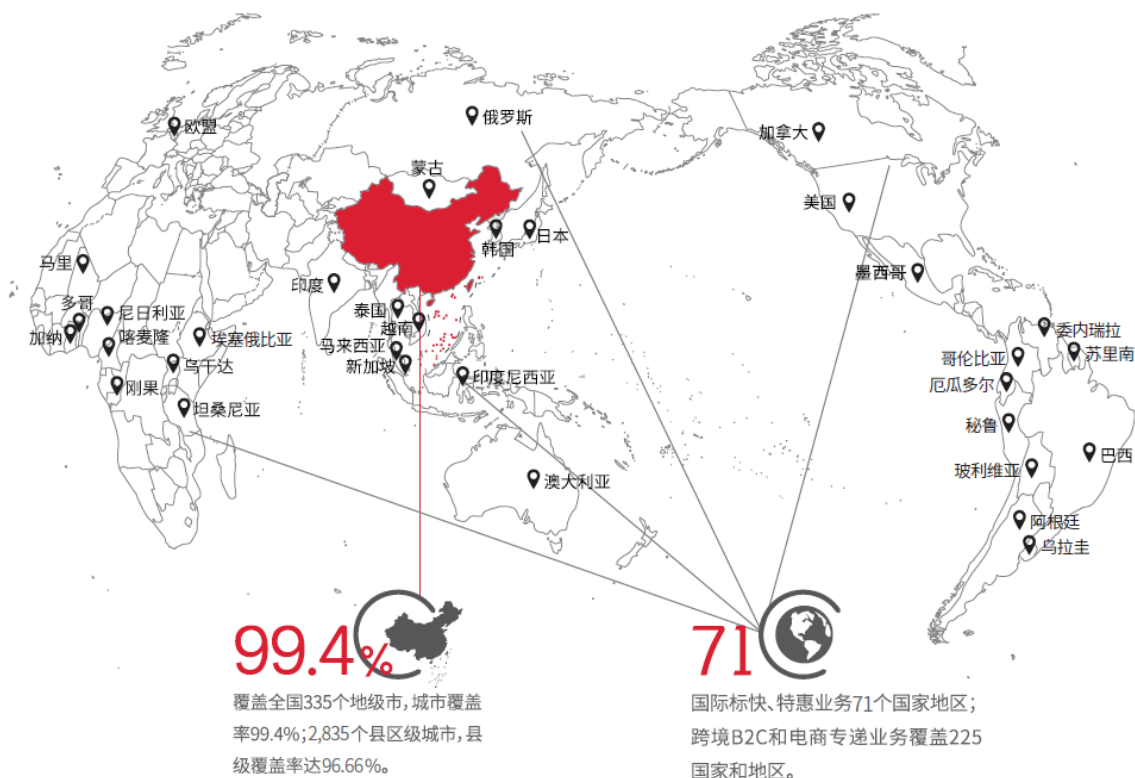 欧盟
俄罗斯
加拿大
蒙古
美国
韩国
日本
马里
印度
墨西哥
多哥
尼日利亚
泰国
加纳
喀麦隆
埃塞俄比亚
越南
委内瑞拉
马来西亚
哥伦比亚
苏里南
乌干达
新加坡
印度尼西亚
厄瓜多尔
刚果
坦桑尼亚
秘鲁
巴西
玻利维亚
澳大利亚
阿根廷
乌拉圭
99.4%
覆盖全国335个地级市，城市覆盖
率99.4%；2,835个县区级城市，县
级覆盖率达96.66%。
71
国际标快、特惠业务71个国家地区；
跨境B2C和电商专递业务覆盖225
国家和地区。